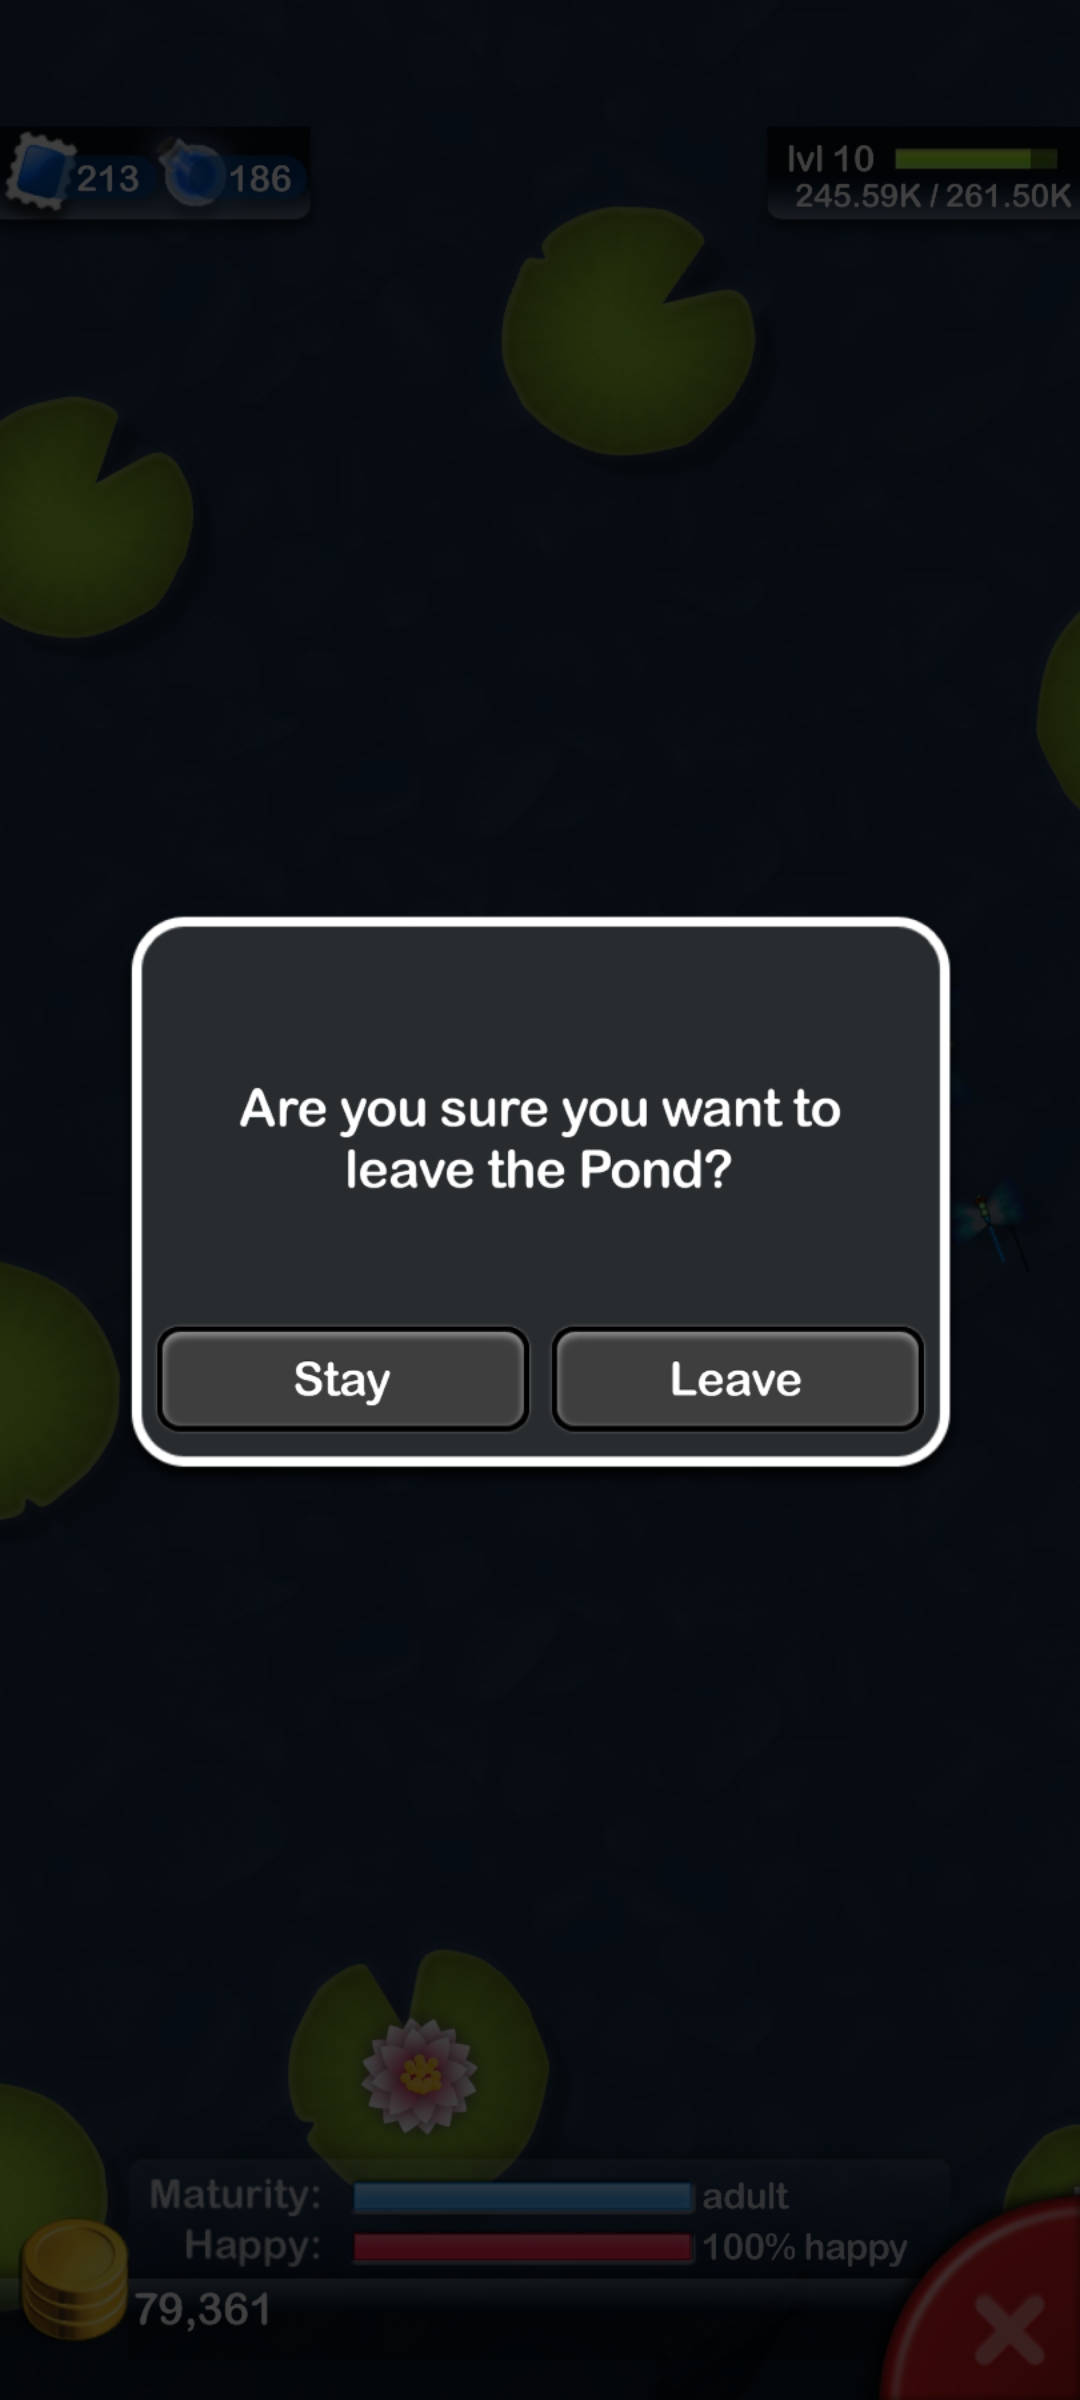 213 186
lvl 10
245.59K / 261.50K
Are you sure you want to
leave the Pond?
Stay Leave
Maturity: adult
Happy: 100% happy
79,361